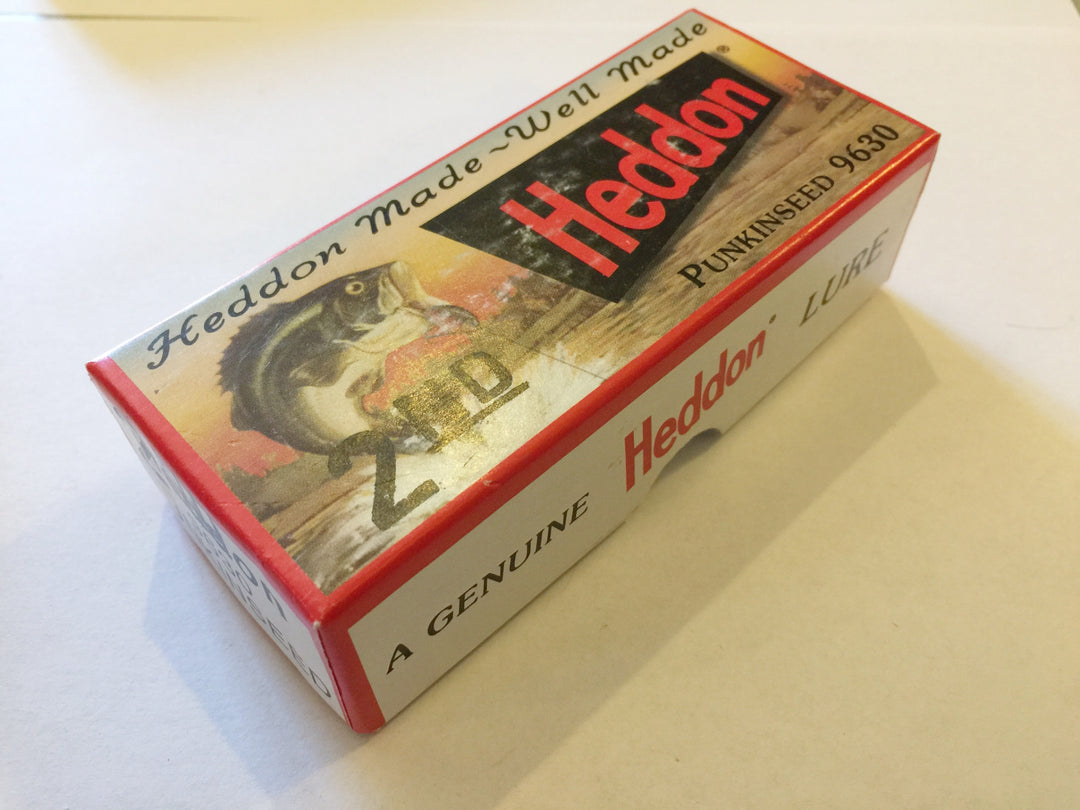 Heddon Made ~ Well Made
Heddon®
PUNKINSEED 9630
2ND
A GENUINE Heddon® LURE